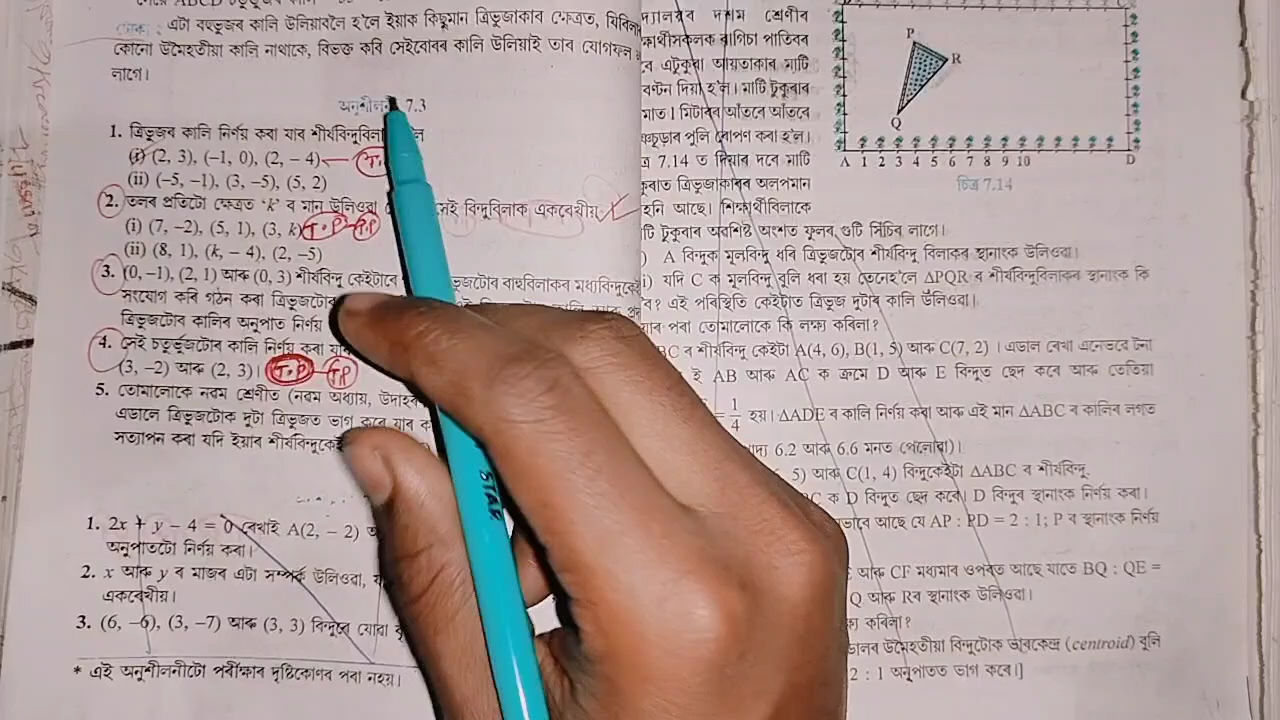 এটা বহুভুজৰ কালি উলিয়াবলৈ হ'লে ইয়াক কিছুমান ত্ৰিভুজাকাৰ ক্ষেত্ৰত, যিবিলা
কোনো উমৈহতীয়া কালি নাথাকে, বিভক্ত কৰি সেইবোৰৰ কালি উলিয়াই তাৰ যোগফল
লাগে।
অনুশীলনী 7.3
1. ত্ৰিভুজৰ কালি নিৰ্ণয় কৰা যাৰ শীৰ্ষবিন্দুবিলা
(i) (2, 3), (−1, 0), (2, − 4)
(ii) (−5, −1), (3, −5), (5, 2)
2. তলৰ প্ৰতিটো ক্ষেত্ৰত 'k' ৰ মান উলিওৱা সেই বিন্দুবিলাক একৰেখীয়
(i) (7, −2), (5, 1), (3, k) T.P T.P
(ii) (8, 1), (k, − 4), (2, −5)
3. (0, −1), (2, 1) আৰু (0, 3) শীৰ্ষবিন্দু কেইটাৰে ত্ৰিভুজটোৰ বাহুবিলাকৰ মধ্যবিন্দুকেই
সংযোগ কৰি গঠন কৰা ত্ৰিভুজটোৰ
ত্ৰিভুজটোৰ কালিৰ অনুপাত নিৰ্ণয়
4. সেই চতুৰ্ভুজটোৰ কালি নিৰ্ণয় কৰা যাৰ
(3, −2) আৰু (2, 3)। T.P T.P
5. তোমালোকে নৱম শ্ৰেণীত (নৱম অধ্যায়, উদাহৰণ
এডালে ত্ৰিভুজটোক দুটা ত্ৰিভুজত ভাগ কৰে যাৰ
সত্যাপন কৰা যদি ইয়াৰ শীৰ্ষবিন্দুকেই
1. 2x + y − 4 = 0 ৰেখাই A(2, − 2)
অনুপাতটো নিৰ্ণয় কৰা।
2. x আৰু y ৰ মাজৰ এটা সম্পৰ্ক উলিওৱা,
একৰেখীয়।
3. (6, −6), (3, −7) আৰু (3, 3) বিন্দুৰে যোৱা
* এই অনুশীলনীটো পৰীক্ষাৰ দৃষ্টিকোণৰ পৰা নহয়।
দ্যালয়ৰ দশম শ্ৰেণীৰ
ক্ষাৰ্থীসকলক বাগিচা পাতিবৰ
ৰে এটুকুৰা আয়তাকাৰ মাটি
বণ্টন দিয়া হ'ল। মাটি টুকুৰাৰ
মাত 1 মিটাৰৰ আঁতৰে আঁতৰে
ষ্ণচূড়াৰ পুলি ৰোপণ কৰা হ'ল।
ত্ৰ 7.14 ত দিয়াৰ দৰে মাটি
কুৰাত ত্ৰিভুজাকাৰৰ অলপমান
হনি আছে। শিক্ষাৰ্থীবিলাকে
টি টুকুৰাৰ অৱশিষ্ট অংশত ফুলৰ গুটি সিঁচিব লাগে।
P
R
Q
A 1 2 3 4 5 6 7 8 9 10 D
চিত্ৰ 7.14
) A বিন্দুক মূলবিন্দু ধৰি ত্ৰিভুজটোৰ শীৰ্ষবিন্দু বিলাকৰ স্থানাংক উলিওৱা।
i) যদি C ক মূলবিন্দু বুলি ধৰা হয় তেনেহ'লে ΔPQR ৰ শীৰ্ষবিন্দুবিলাকৰ স্থানাংক কি
ব? এই পৰিস্থিতি কেইটাত ত্ৰিভুজ দুটাৰ কালি উলিওৱা।
যাৰ পৰা তোমালোকে কি লক্ষ্য কৰিলা?
BC ৰ শীৰ্ষবিন্দু কেইটা A(4, 6), B(1, 5) আৰু C(7, 2)। এডাল ৰেখা এনেভাৱে টনা
ই AB আৰু AC ক ক্ৰমে D আৰু E বিন্দুত ছেদ কৰে আৰু তেতিয়া
= 1/4 হয়। ΔADE ৰ কালি নিৰ্ণয় কৰা আৰু এই মান ΔABC ৰ কালিৰ লগত
দ্য 6.2 আৰু 6.6 মনত পেলোৱা)।
5) আৰু C(1, 4) বিন্দুকেইটা ΔABC ৰ শীৰ্ষবিন্দু
C ক D বিন্দুত ছেদ কৰে। D বিন্দুৰ স্থানাংক নিৰ্ণয় কৰা।
ভাৱে আছে যে AP : PD = 2 : 1; P ৰ স্থানাংক নিৰ্ণয়
আৰু CF মধ্যমাৰ ওপৰত আছে যাতে BQ : QE =
Q আৰু Rৰ স্থানাংক উলিওৱা।
কৰিলা?
ডালৰ উমৈহতীয়া বিন্দুটোক ভৰকেন্দ্ৰ (centroid) বুলি
2 : 1 অনুপাতত ভাগ কৰে।]
STAR